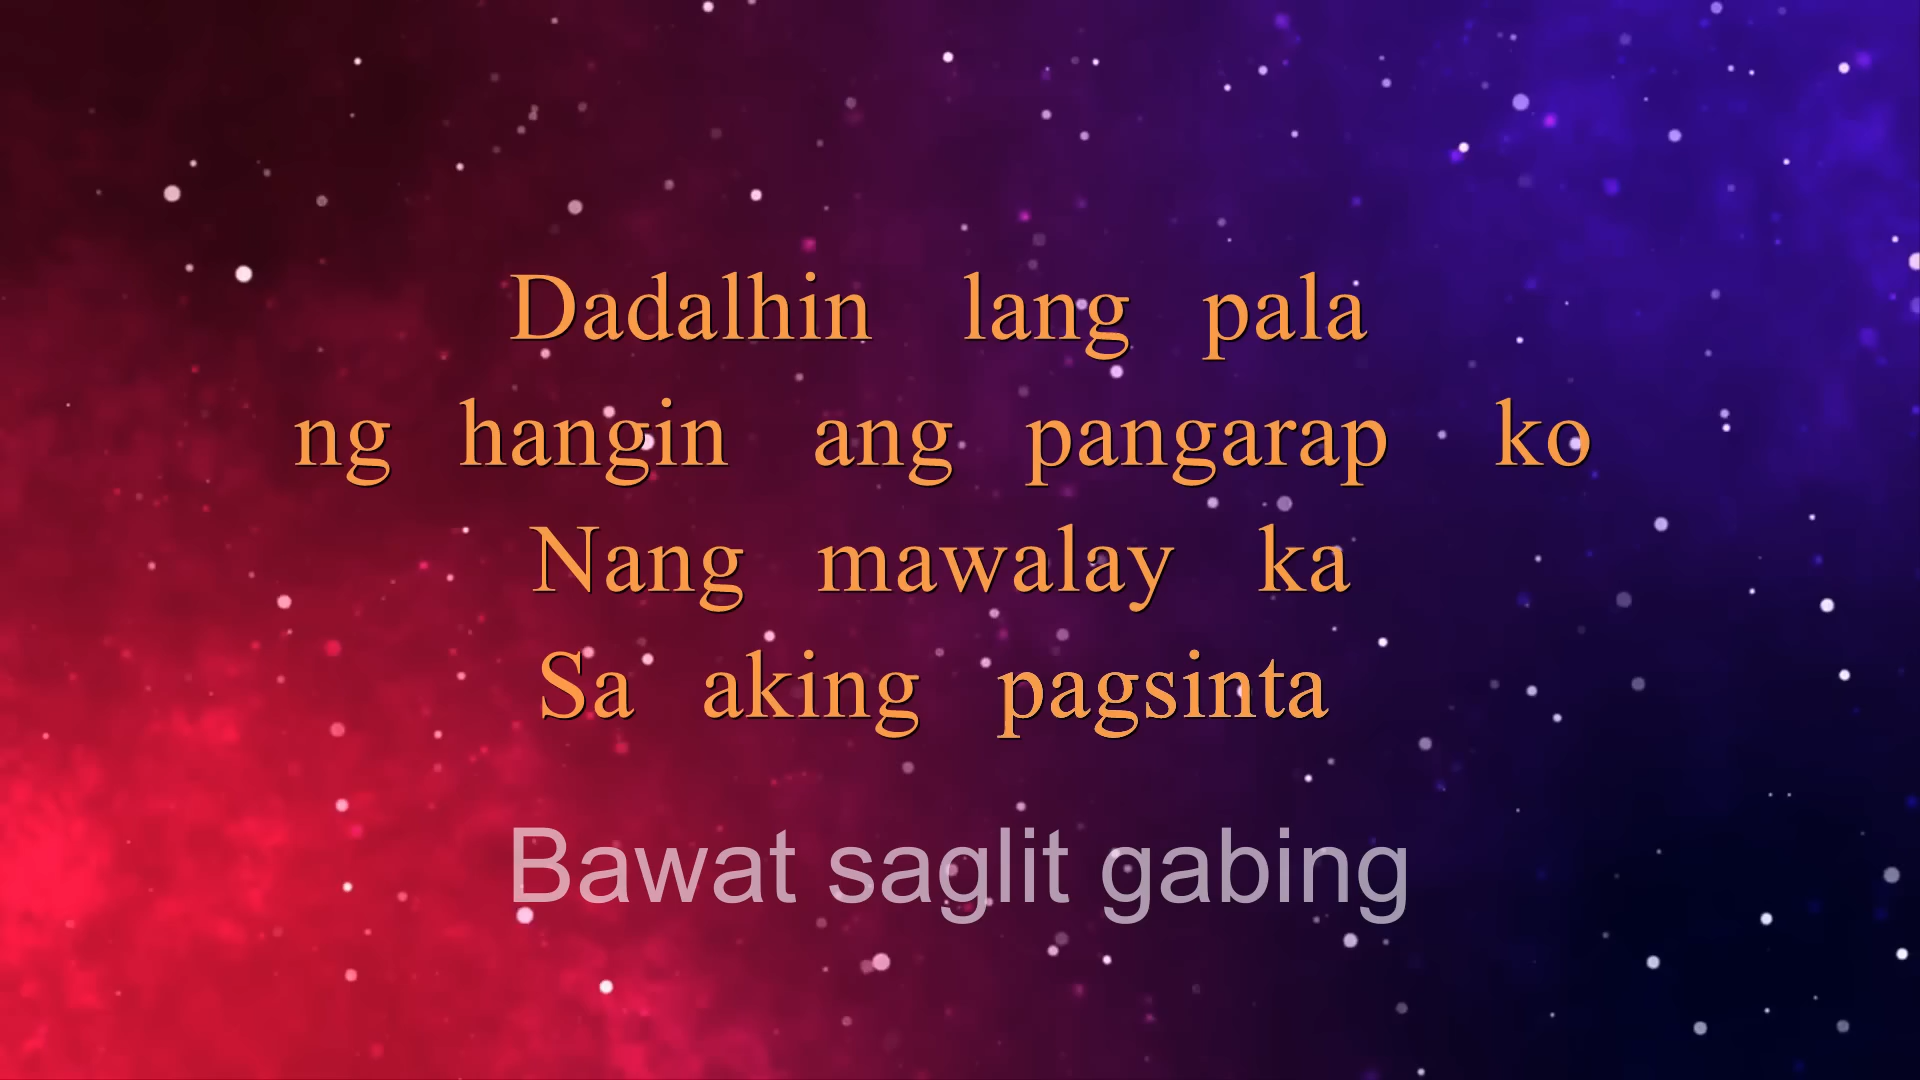 Dadalhin lang pala
ng hangin ang pangarap ko
Nang mawalay ka
Sa aking pagsinta
Bawat saglit gabing